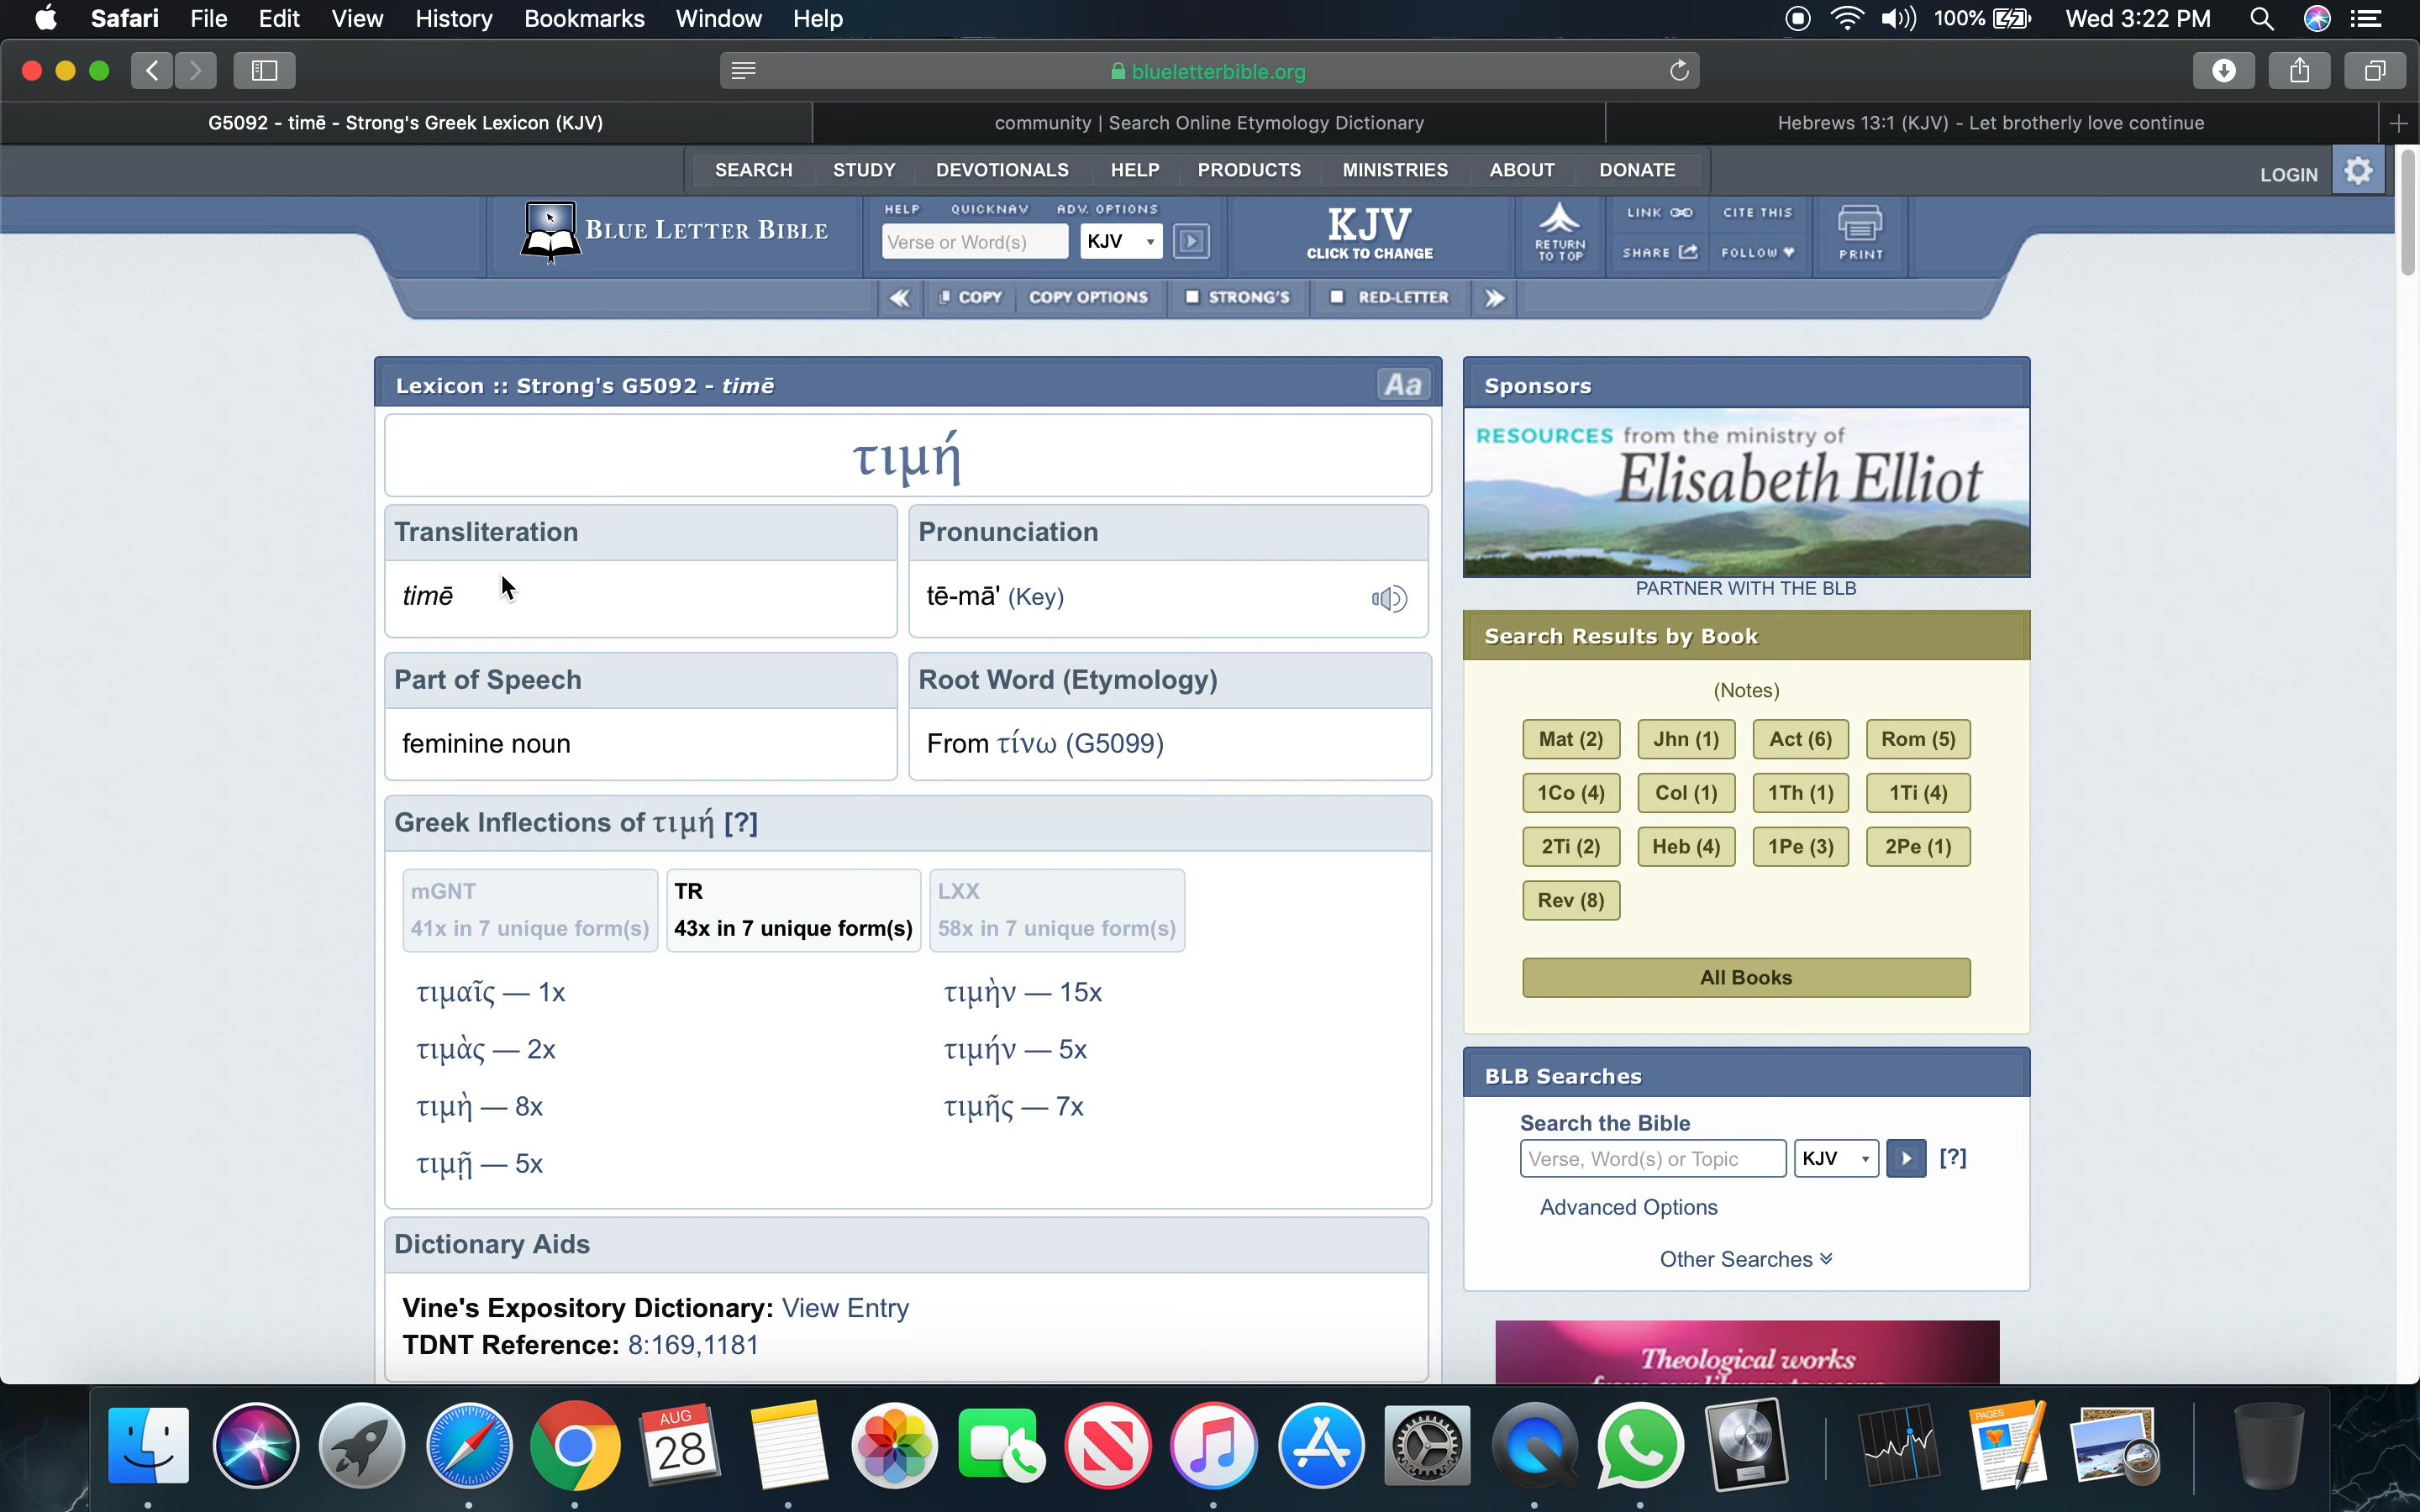 Safari File Edit View History Bookmarks Window Help 100% Wed 3:22 PM
blueletterbible.org
G5092 - timē - Strong's Greek Lexicon (KJV) community | Search Online Etymology Dictionary Hebrews 13:1 (KJV) - Let brotherly love continue
SEARCH STUDY DEVOTIONALS HELP PRODUCTS MINISTRIES ABOUT DONATE LOGIN
BLUE LETTER BIBLE
HELP QUICKNAV ADV. OPTIONS
Verse or Word(s) KJV
KJV
CLICK TO CHANGE
RETURN
TO TOP
LINK CITE THIS
SHARE FOLLOW
PRINT
COPY COPY OPTIONS STRONG'S RED-LETTER
Lexicon :: Strong's G5092 - timē Aa
τιμή
Transliteration
timē
Pronunciation
tē-mā' (Key)
Part of Speech
feminine noun
Root Word (Etymology)
From τίνω (G5099)
Greek Inflections of τιμή [?]
mGNT
41x in 7 unique form(s)
TR
43x in 7 unique form(s)
LXX
58x in 7 unique form(s)
τιμαῖς — 1x
τιμὰς — 2x
τιμὴ — 8x
τιμῇ — 5x
τιμὴν — 15x
τιμήν — 5x
τιμῆς — 7x
Dictionary Aids
Vine's Expository Dictionary: View Entry
TDNT Reference: 8:169,1181
Sponsors
RESOURCES from the ministry of
Elisabeth Elliot
PARTNER WITH THE BLB
Search Results by Book
(Notes)
Mat (2) Jhn (1) Act (6) Rom (5)
1Co (4) Col (1) 1Th (1) 1Ti (4)
2Ti (2) Heb (4) 1Pe (3) 2Pe (1)
Rev (8)
All Books
BLB Searches
Search the Bible
Verse, Word(s) or Topic KJV [?]
Advanced Options
Other Searches
Theological works
AUG
28
PAGES